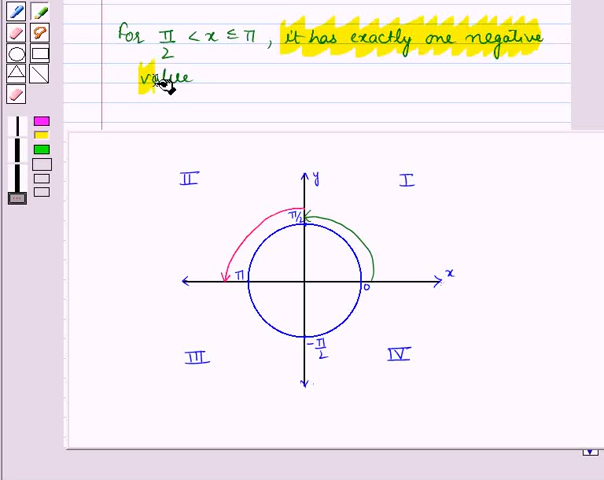 for π/2 < x ≤ π, it has exactly one negative
value
II
I
y
π/2
π
0
x
-π/2
III
IV